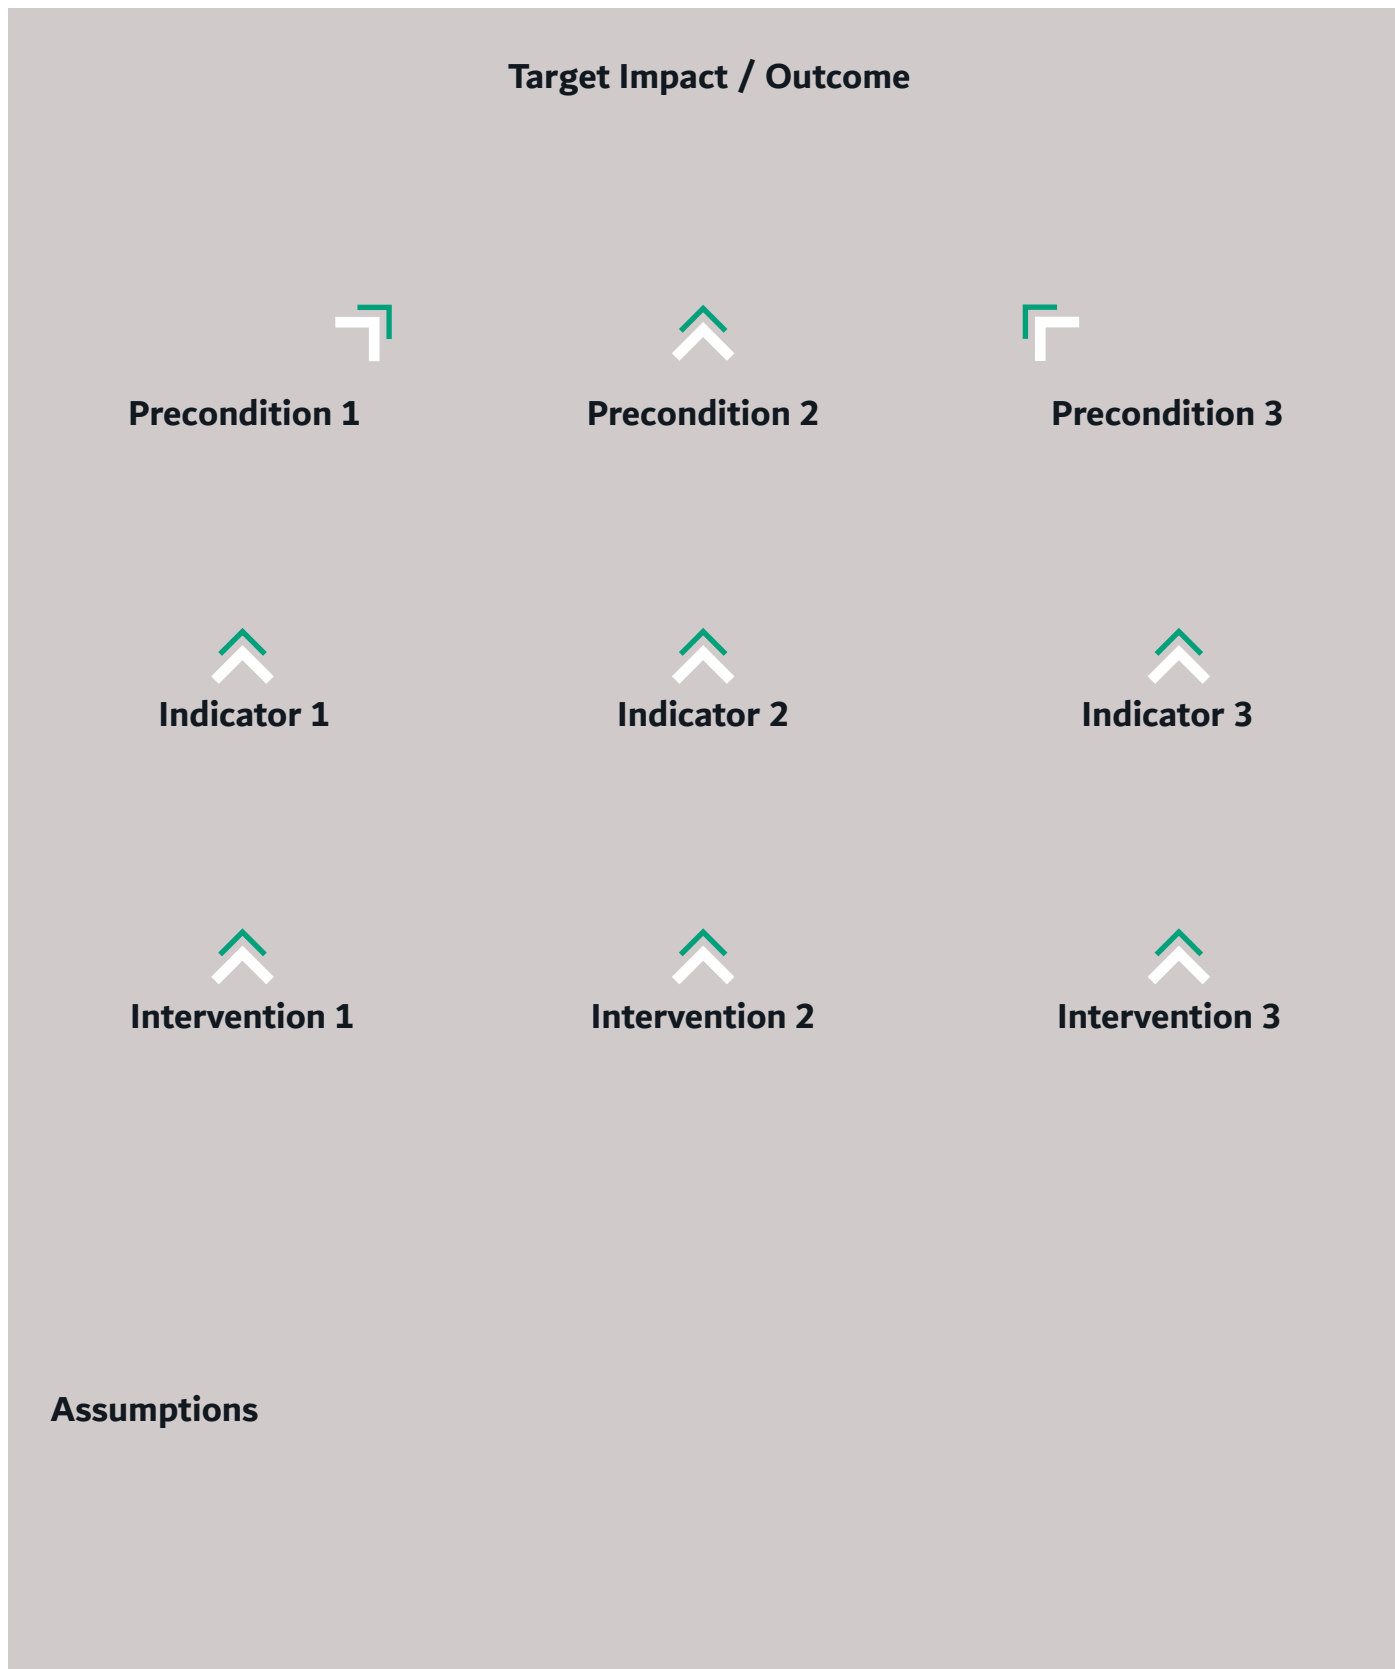 Target Impact / Outcome
Precondition 1
Precondition 2
Precondition 3
Indicator 1
Indicator 2
Indicator 3
Intervention 1
Intervention 2
Intervention 3
Assumptions